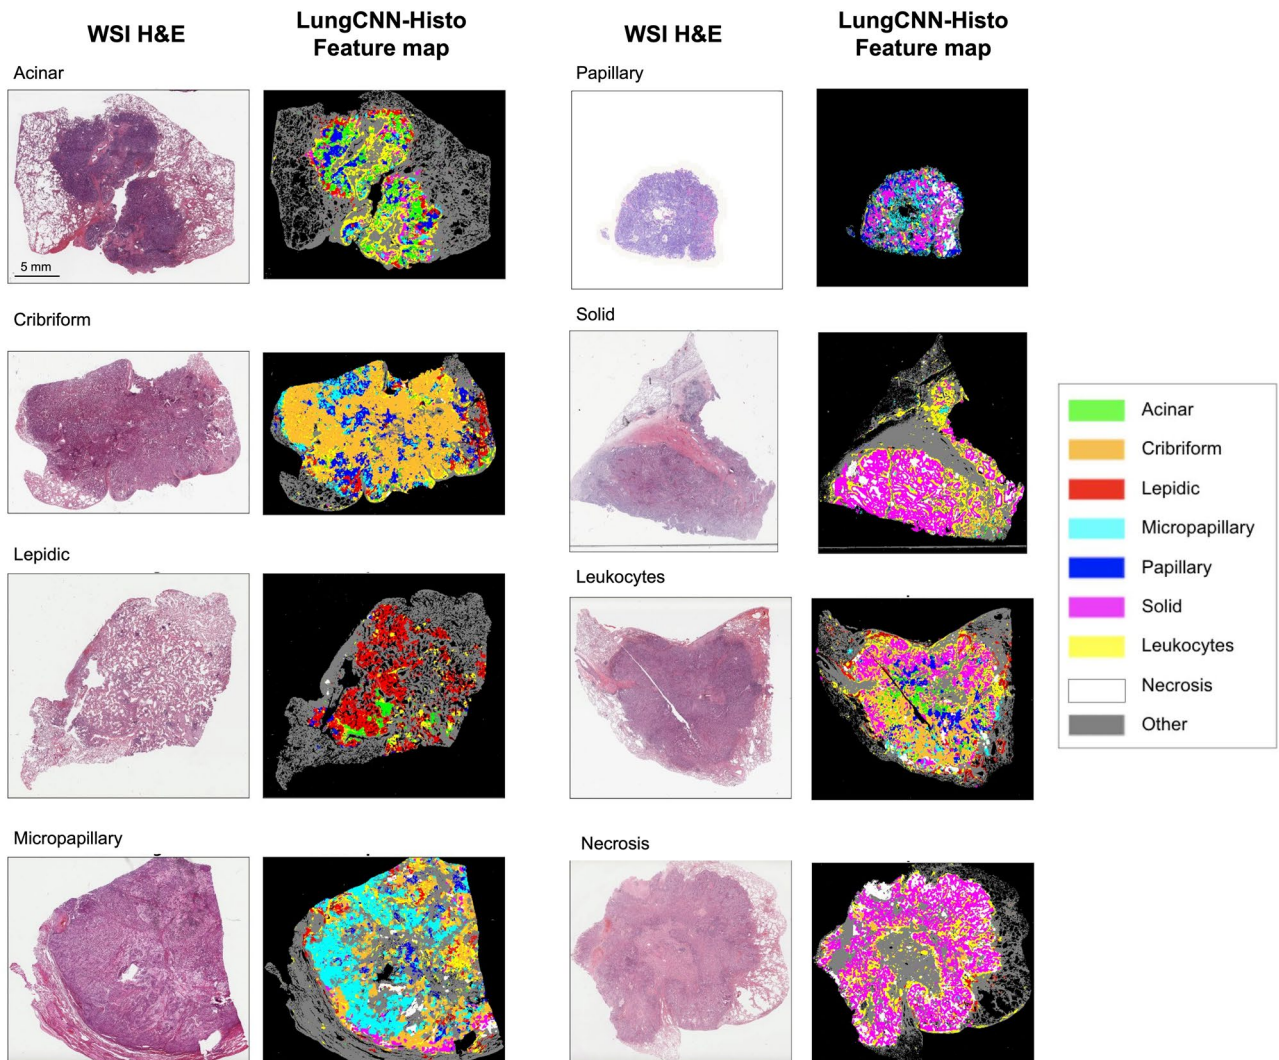 WSI H&E
LungCNN-Histo
Feature map
WSI H&E
LungCNN-Histo
Feature map
Acinar
5 mm
Papillary
Cribriform
Solid
Lepidic
Leukocytes
Micropapillary
Necrosis
Acinar
Cribriform
Lepidic
Micropapillary
Papillary
Solid
Leukocytes
Necrosis
Other